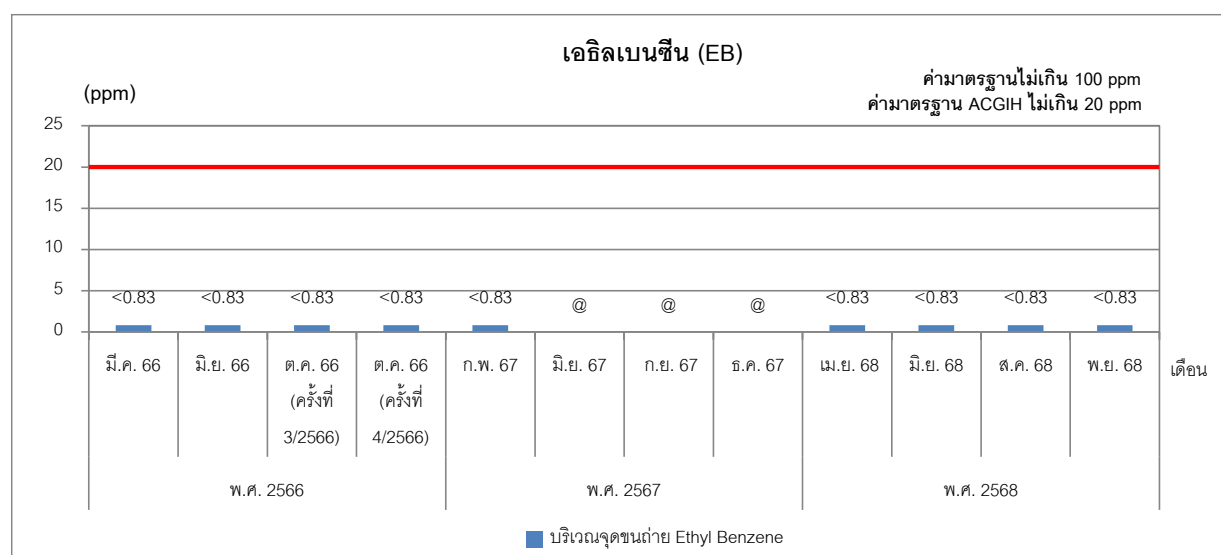 เอธิลเบนซีน (EB)
ค่ามาตรฐานไม่เกิน 100 ppm
(ppm)
ค่ามาตรฐาน ACGIH ไม่เกิน 20 ppm
25
20
15
10
5
0
<0.83 <0.83 <0.83 <0.83 <0.83 @ @ @ <0.83 <0.83 <0.83 <0.83
มี.ค. 66 มิ.ย. 66 ต.ค. 66 ต.ค. 66 ก.พ. 67 มิ.ย. 67 ก.ย. 67 ธ.ค. 67 เม.ย. 68 มิ.ย. 68 ส.ค. 68 พ.ย. 68 เดือน
(ครั้งที่ (ครั้งที่
3/2566) 4/2566)
พ.ศ. 2566 พ.ศ. 2567 พ.ศ. 2568
บริเวณจุดขนถ่าย Ethyl Benzene